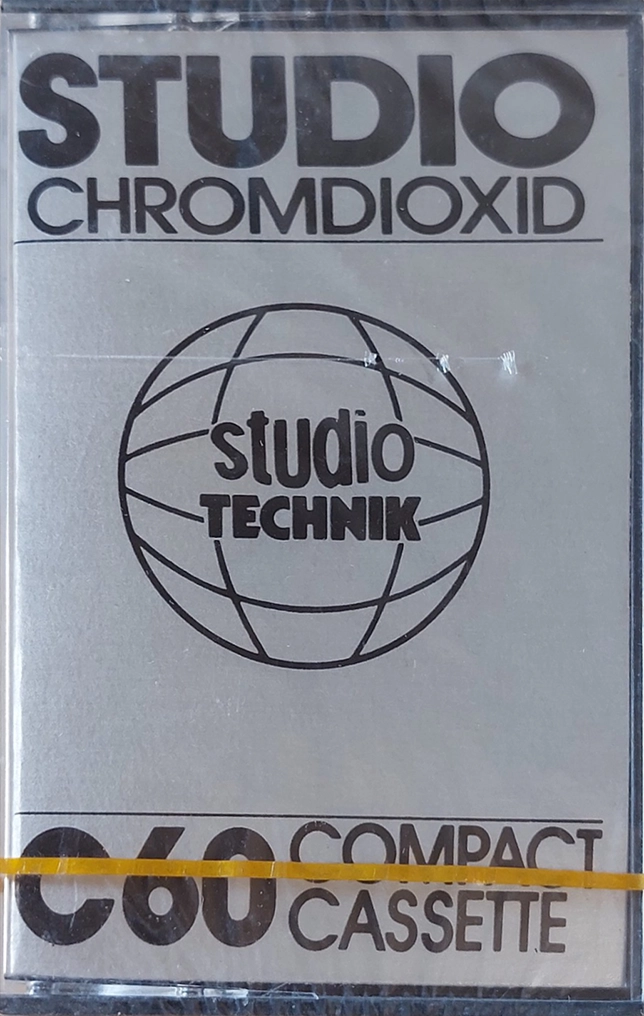 STUDIO
CHROMDIOXID
studio
TECHNIK
C60 COMPACT
CASSETTE